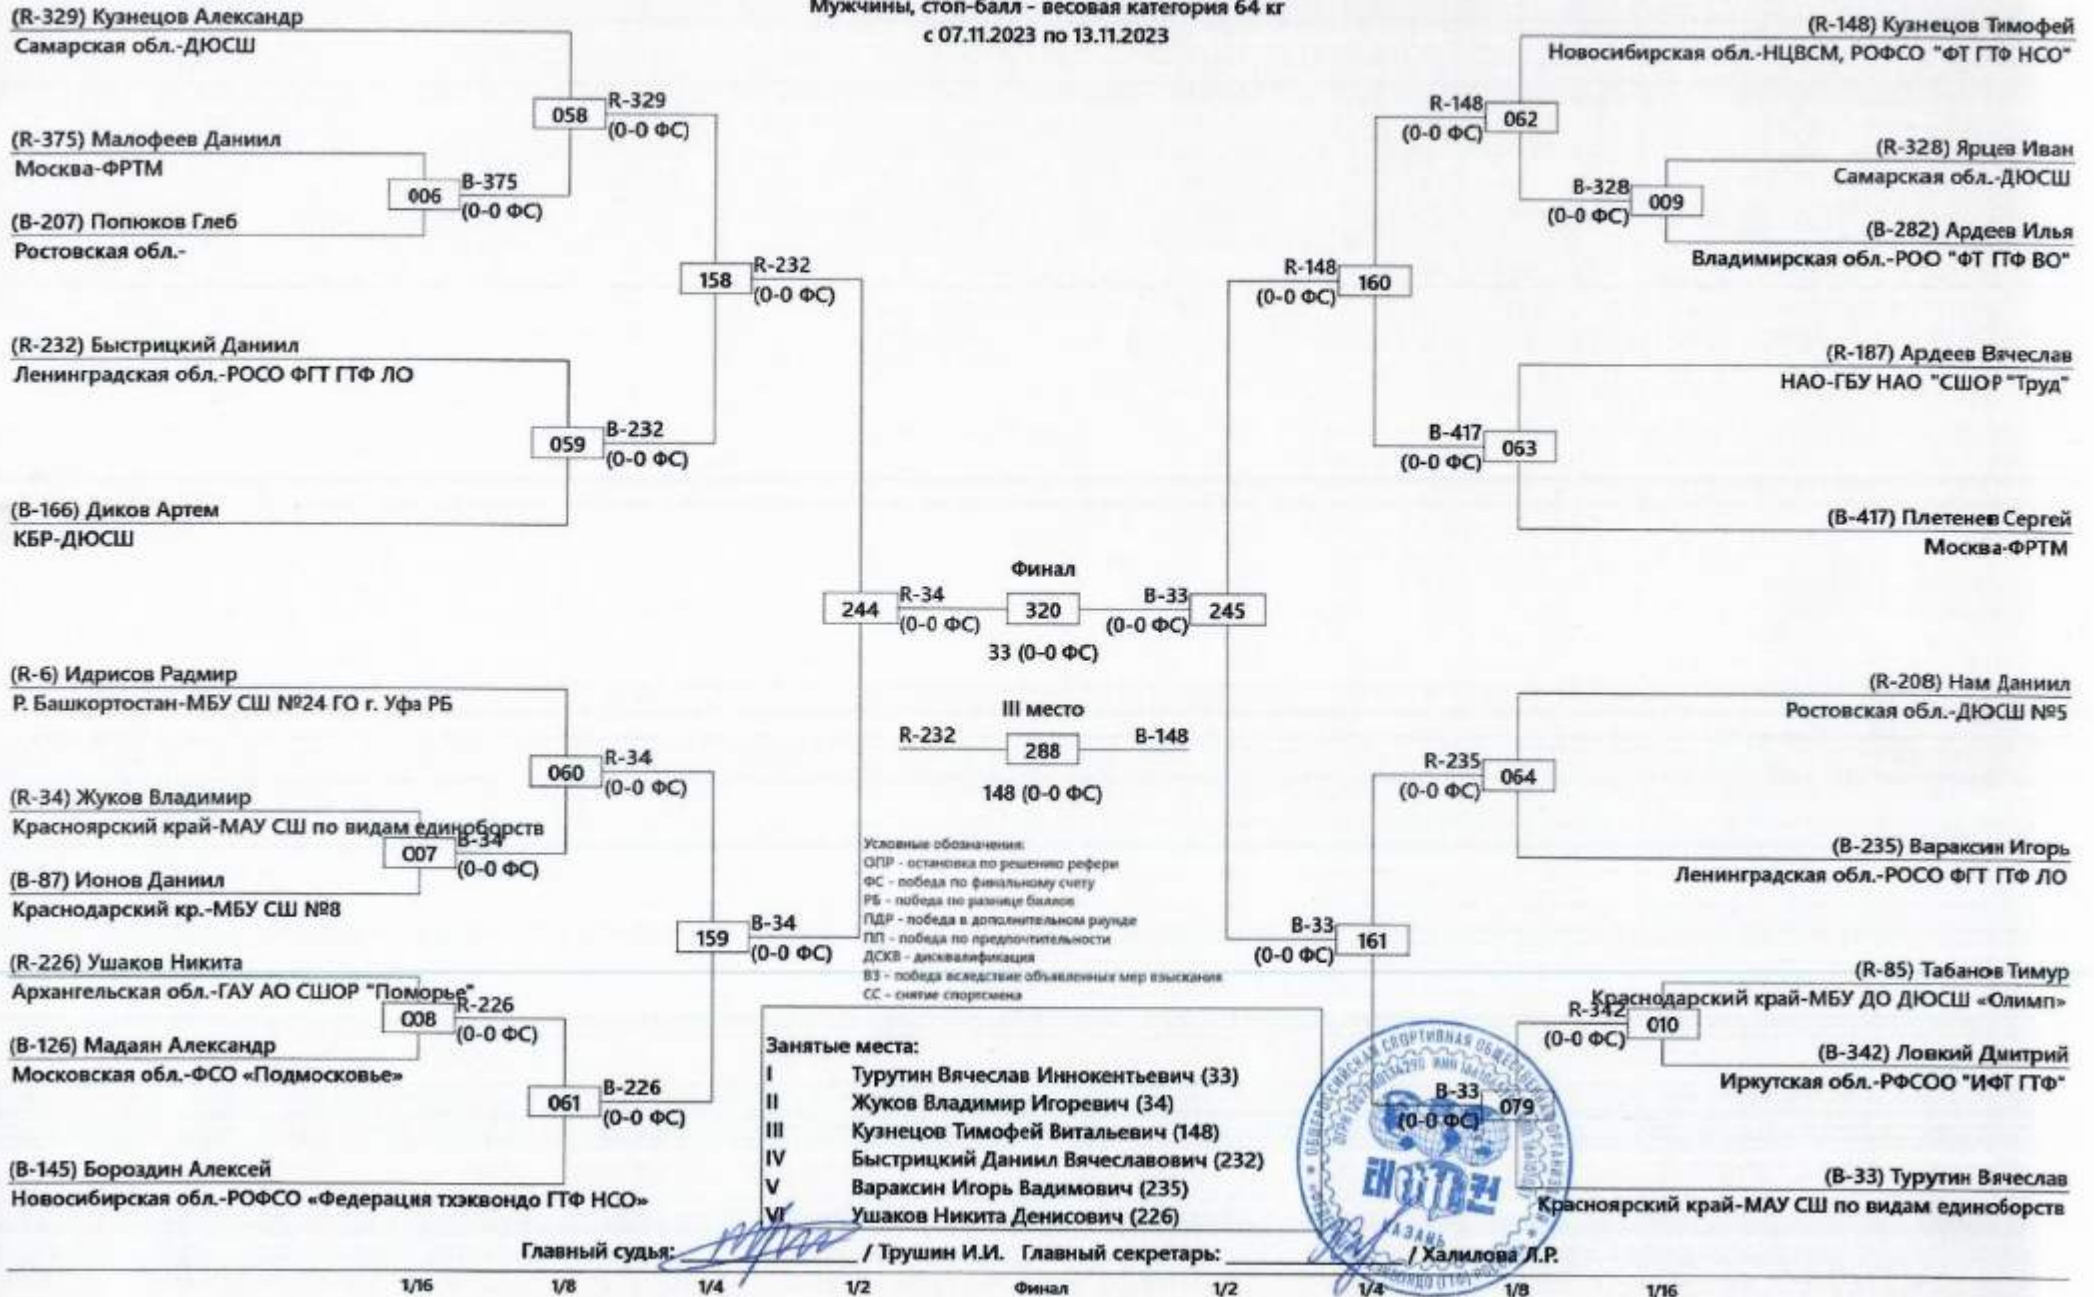 Мужчины, стоп-балл - весовая категория 64 кг
с 07.11.2023 по 13.11.2023
(R-329) Кузнецов Александр
Самарская обл.-ДЮСШ
058
R-329
(0-0 ФС)
(R-375) Малофеев Даниил
Москва-ФРТМ
006
B-375
(0-0 ФС)
(B-207) Попюков Глеб
Ростовская обл.-
158
R-232
(0-0 ФС)
(R-232) Быстрицкий Даниил
Ленинградская обл.-РОСО ФГТ ГТФ ЛО
059
B-232
(0-0 ФС)
(B-166) Диков Артем
КБР-ДЮСШ
244
R-34
(0-0 ФС)
(R-6) Идрисов Радмир
Р. Башкортостан-МБУ СШ №24 ГО г. Уфа РБ
060
R-34
(0-0 ФС)
(R-34) Жуков Владимир
Красноярский край-МАУ СШ по видам единоборств
007
B-34
(0-0 ФС)
(B-87) Ионов Даниил
Краснодарский кр.-МБУ СШ №8
159
B-34
(0-0 ФС)
(R-226) Ушаков Никита
Архангельская обл.-ГАУ АО СШОР "Поморье"
008
R-226
(0-0 ФС)
(B-126) Мадаян Александр
Московская обл.-ФСО «Подмосковье»
061
B-226
(0-0 ФС)
(B-145) Бороздин Алексей
Новосибирская обл.-РОФСО «Федерация тхэквондо ГТФ НСО»
Финал
320
33 (0-0 ФС)
III место
R-232
288
B-148
148 (0-0 ФС)
Условные обозначения:
ОПР - остановка по решению рефери
ФС - победа по финальному счету
РБ - победа по разнице баллов
ПДР - победа в дополнительном раунде
ПП - победа по предпочтительности
ДСКВ - дисквалификация
ВЗ - победа вследствие объявленных мер взыскания
СС - снятие спортсмена
(R-148) Кузнецов Тимофей
Новосибирская обл.-НЦВСМ, РОФСО "ФТ ГТФ НСО"
R-148
(0-0 ФС)
062
(R-328) Ярцев Иван
Самарская обл.-ДЮСШ
B-328
(0-0 ФС)
009
(B-282) Ардеев Илья
Владимирская обл.-РОО "ФТ ГТФ ВО"
R-148
(0-0 ФС)
160
(R-187) Ардеев Вячеслав
НАО-ГБУ НАО "СШОР "Труд"
B-417
(0-0 ФС)
063
(B-417) Плетенев Сергей
Москва-ФРТМ
B-33
(0-0 ФС)
245
(R-208) Нам Даниил
Ростовская обл.-ДЮСШ №5
R-235
(0-0 ФС)
064
(B-235) Вараксин Игорь
Ленинградская обл.-РОСО ФГТ ГТФ ЛО
B-33
(0-0 ФС)
161
(R-85) Табанов Тимур
Краснодарский край-МБУ ДО ДЮСШ «Олимп»
R-342
(0-0 ФС)
010
(B-342) Ловкий Дмитрий
Иркутская обл.-РФСОО "ИФТ ГТФ"
B-33
(0-0 ФС)
079
(B-33) Турутин Вячеслав
Красноярский край-МАУ СШ по видам единоборств
Занятые места:
I Турутин Вячеслав Иннокентьевич (33)
II Жуков Владимир Игоревич (34)
III Кузнецов Тимофей Витальевич (148)
IV Быстрицкий Даниил Вячеславович (232)
V Вараксин Игорь Вадимович (235)
VI Ушаков Никита Денисович (226)
КАЗАНЬ
Главный судья: / Трушин И.И. Главный секретарь: / Халилова Л.Р.
1/16 1/8 1/4 1/2 Финал 1/2 1/4 1/8 1/16